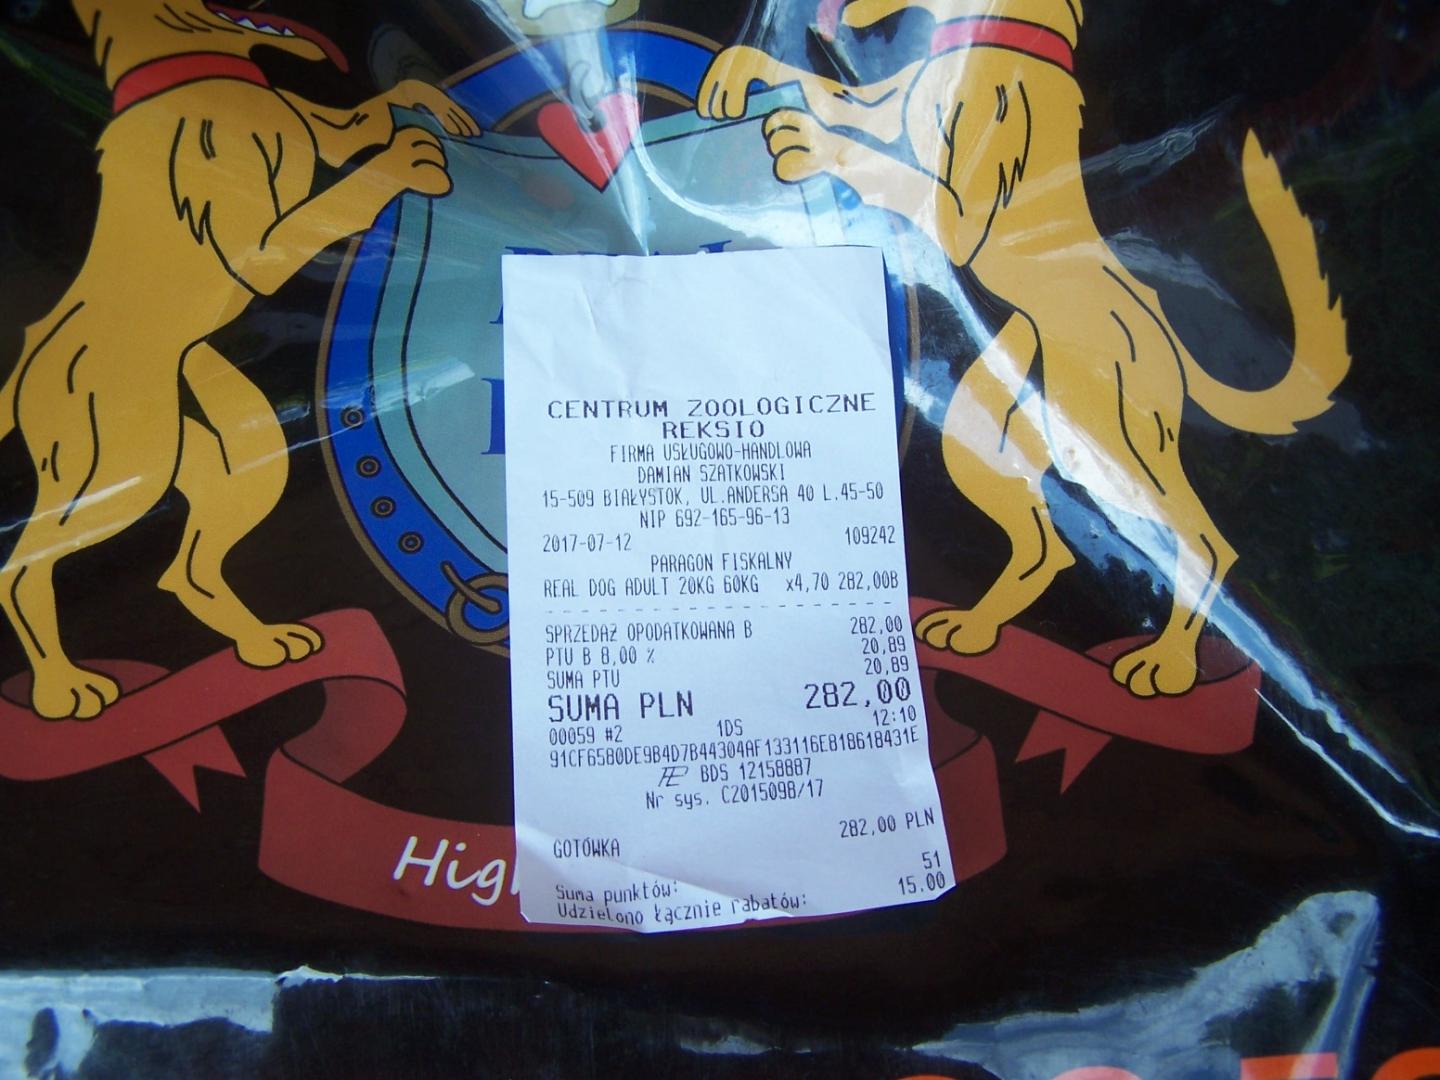 CENTRUM ZOOLOGICZNE
REKSIO
FIRMA USŁUGOWO-HANDLOWA
DAMIAN SZATKOWSKI
15-509 BIAŁYSTOK, UL.ANDERSA 40 L.45-50
NIP 692-165-96-13
2017-07-12 109242
PARAGON FISKALNY
REAL DOG ADULT 20KG 60KG x4,70 282,00B
SPRZEDAŻ OPODATKOWANA B 282,00
PTU B 8,00 % 20,89
SUMA PTU 20,89
SUMA PLN 282,00
00059 #2 1DS 12:10
91CF6580DE9B4D7B44304AF133116E818618431E
BDS 12158887
Nr sys. C2015098/17
GOTÓWKA 282,00 PLN
Suma punktów: 51
Udzielono łącznie rabatów: 15.00